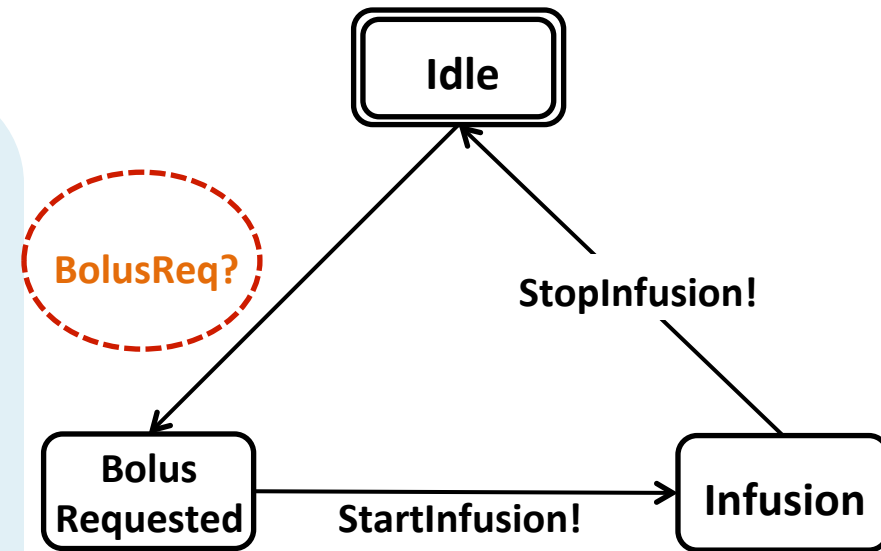 Idle
BolusReq?
StopInfusion!
Bolus
Requested
StartInfusion!
Infusion